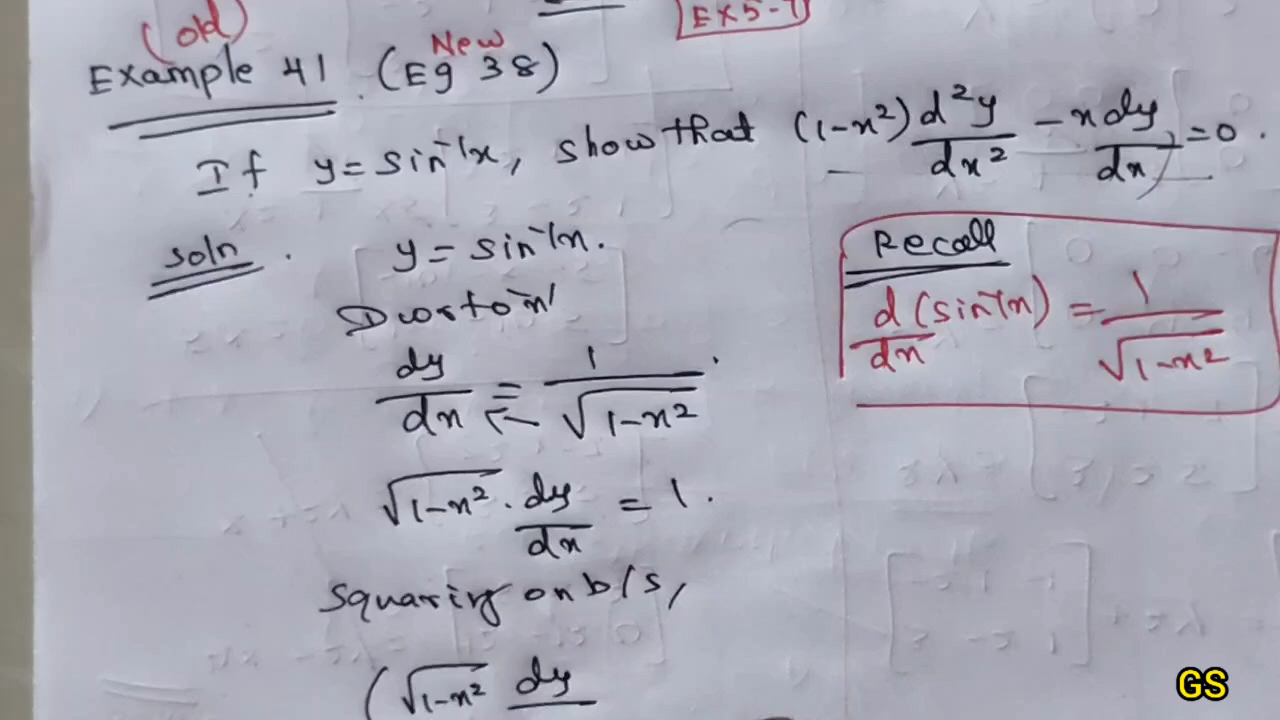 (old)
EX 5-7
Example 41 (Eg 38)
New
If y = sin⁻¹x, show that (1-x²) d²y/dx² - x dy/dx = 0.
Soln.
y = sin⁻¹x.
D w r to 'x'
dy/dx = 1/√(1-x²).
√(1-x²) . dy/dx = 1.
Squaring on b/s,
(√(1-x²) dy
Recall
d/dx (sin⁻¹x) = 1/√(1-x²)
GS